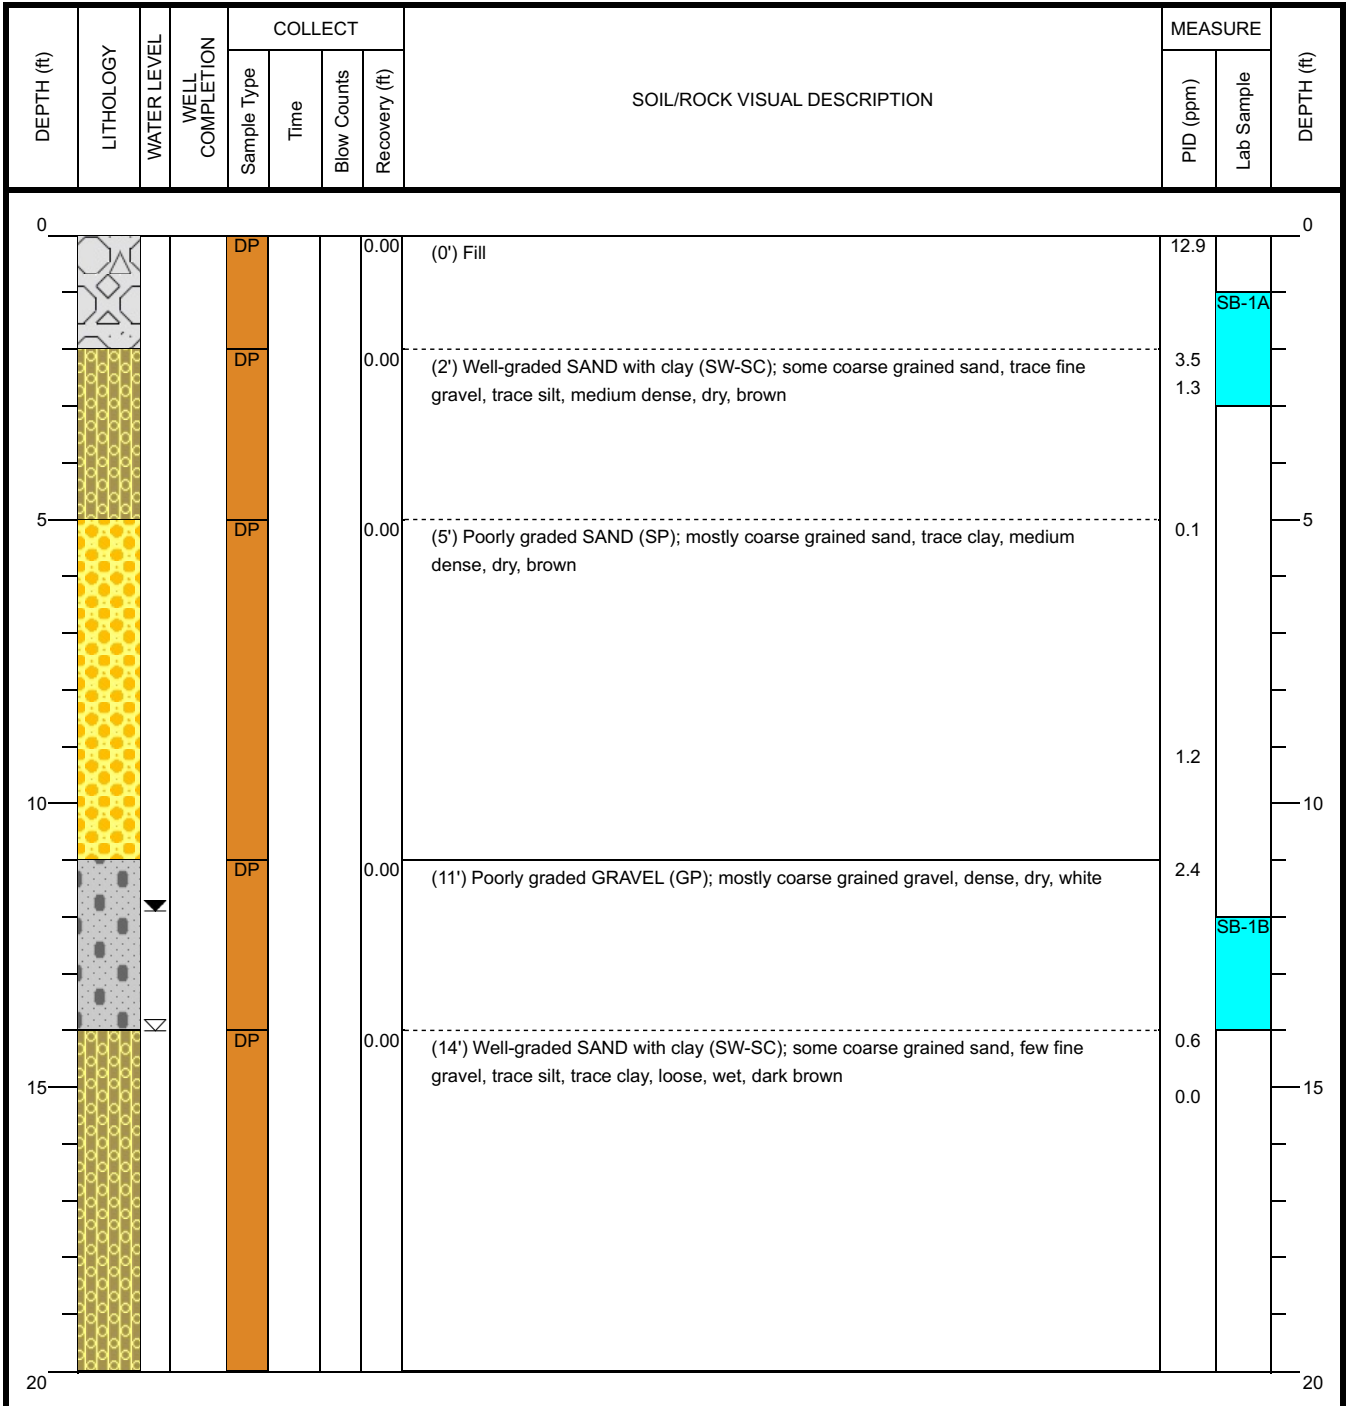 COLLECT
MEASURE
DEPTH (ft)
LITHOLOGY
WATER LEVEL
WELL
COMPLETION
Sample Type
Time
Blow Counts
Recovery (ft)
SOIL/ROCK VISUAL DESCRIPTION
PID (ppm)
Lab Sample
DEPTH (ft)
0
0
DP
0.00
(0') Fill
12.9
SB-1A
DP
0.00
(2') Well-graded SAND with clay (SW-SC); some coarse grained sand, trace fine
gravel, trace silt, medium dense, dry, brown
3.5
1.3
5
DP
0.00
(5') Poorly graded SAND (SP); mostly coarse grained sand, trace clay, medium
dense, dry, brown
0.1
5
1.2
10
10
DP
0.00
(11') Poorly graded GRAVEL (GP); mostly coarse grained gravel, dense, dry, white
2.4
SB-1B
DP
0.00
(14') Well-graded SAND with clay (SW-SC); some coarse grained sand, few fine
gravel, trace silt, trace clay, loose, wet, dark brown
0.6
15
0.0
15
20
20